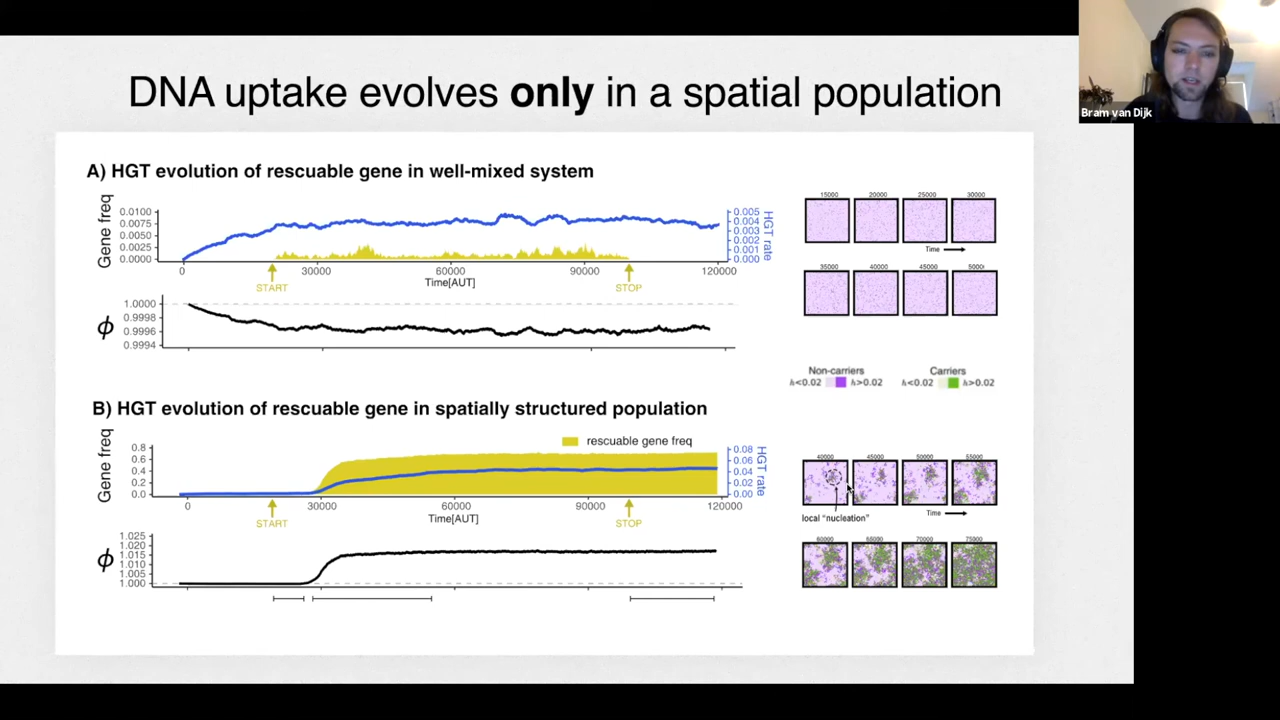 DNA uptake evolves only in a spatial population
Bram van Dijk
A) HGT evolution of rescuable gene in well-mixed system
Gene freq
0.0100
0.0075
0.0050
0.0025
0.0000
0.005
0.004
0.003
0.002
0.001
0.000
HGT rate
0 30000 60000 90000 120000
START Time[AUT] STOP
ϕ
1.0000
0.9998
0.9996
0.9994
15000 20000 25000 30000
Time
35000 40000 45000 50000
Non-carriers Carriers
h<0.02 h>0.02 h<0.02 h>0.02
B) HGT evolution of rescuable gene in spatially structured population
rescuable gene freq
Gene freq
0.8
0.6
0.4
0.2
0.0
0.08
0.06
0.04
0.02
0.00
HGT rate
0 30000 60000 90000 120000
START Time[AUT] STOP
ϕ
1.025
1.015
1.010
1.005
1.000
40000 45000 50000 55000
local “nucleation” Time
60000 65000 70000 75000